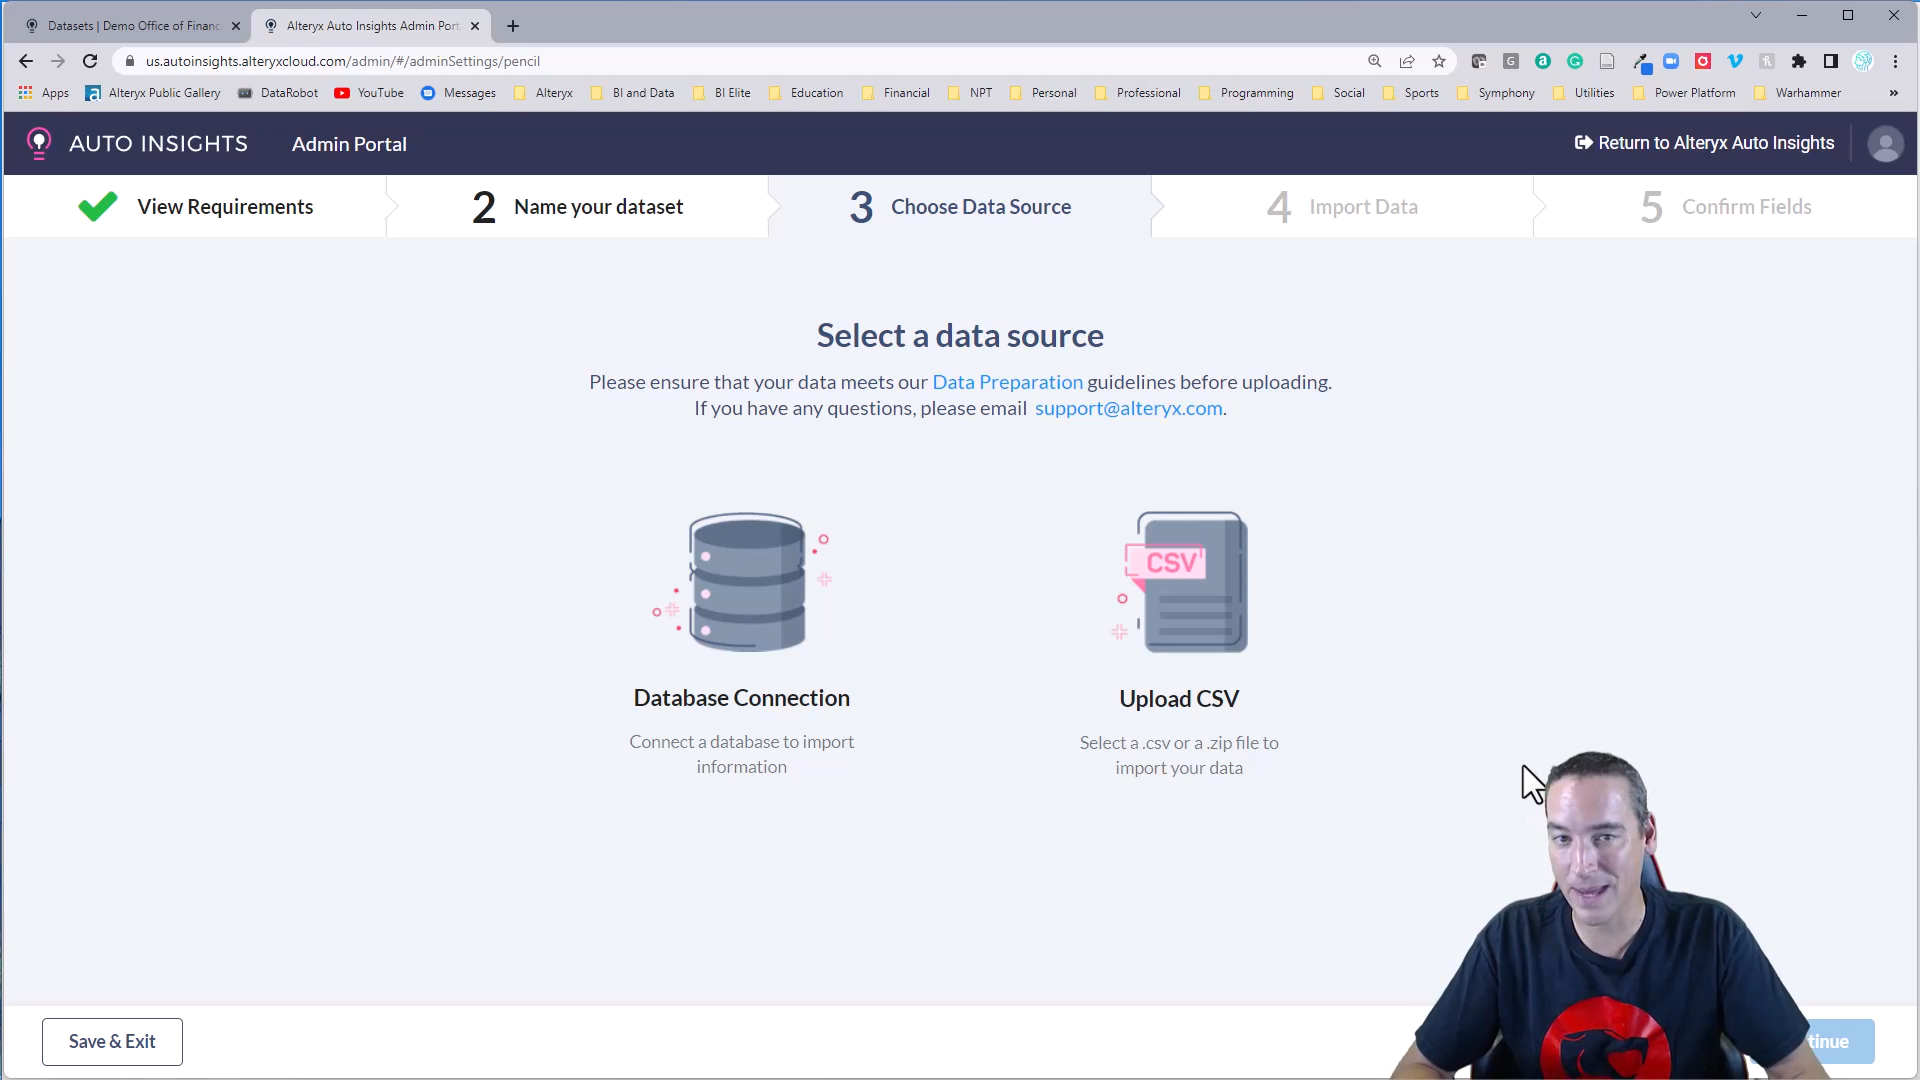 Datasets | Demo Office of Financ
Alteryx Auto Insights Admin Port
us.autoinsights.alteryxcloud.com/admin/#/adminSettings/pencil
Apps
Alteryx Public Gallery
DataRobot
YouTube
Messages
Alteryx
BI and Data
BI Elite
Education
Financial
NPT
Personal
Professional
Programming
Social
Sports
Symphony
Utilities
Power Platform
Warhammer
»
AUTO INSIGHTS
Admin Portal
Return to Alteryx Auto Insights
View Requirements
2 Name your dataset
3 Choose Data Source
4 Import Data
5 Confirm Fields
Select a data source
Please ensure that your data meets our Data Preparation guidelines before uploading.
If you have any questions, please email support@alteryx.com.
CSV
Database Connection
Upload CSV
Connect a database to import
information
Select a .csv or a .zip file to
import your data
Save & Exit
tinue